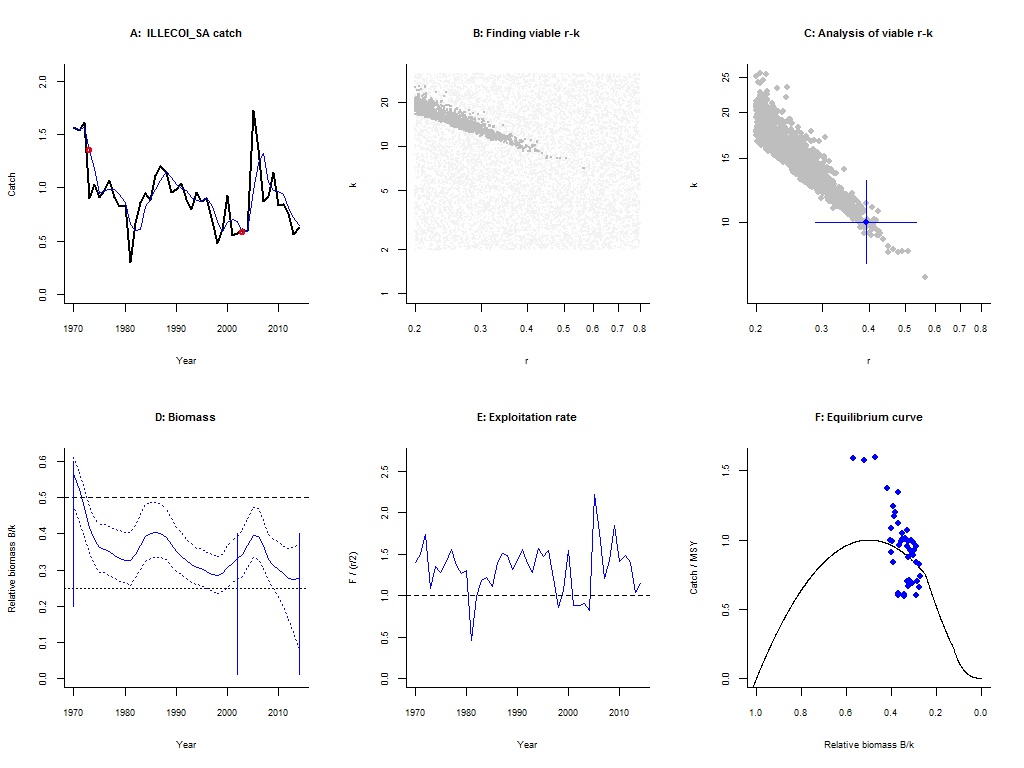 A: ILLECOI_SA catch
Catch
2.0
1.5
1.0
0.5
0.0
1970 1980 1990 2000 2010
Year
B: Finding viable r-k
k
20
10
5
2
1
0.2 0.3 0.4 0.5 0.6 0.7 0.8
r
C: Analysis of viable r-k
k
25
20
15
10
0.2 0.3 0.4 0.5 0.6 0.7 0.8
r
D: Biomass
Relative biomass B/k
0.6
0.5
0.4
0.3
0.2
0.1
0.0
1970 1980 1990 2000 2010
Year
E: Exploitation rate
F / (r/2)
2.5
2.0
1.5
1.0
0.5
0.0
1970 1980 1990 2000 2010
Year
F: Equilibrium curve
Catch / MSY
1.5
1.0
0.5
0.0
1.0 0.8 0.6 0.4 0.2 0.0
Relative biomass B/k